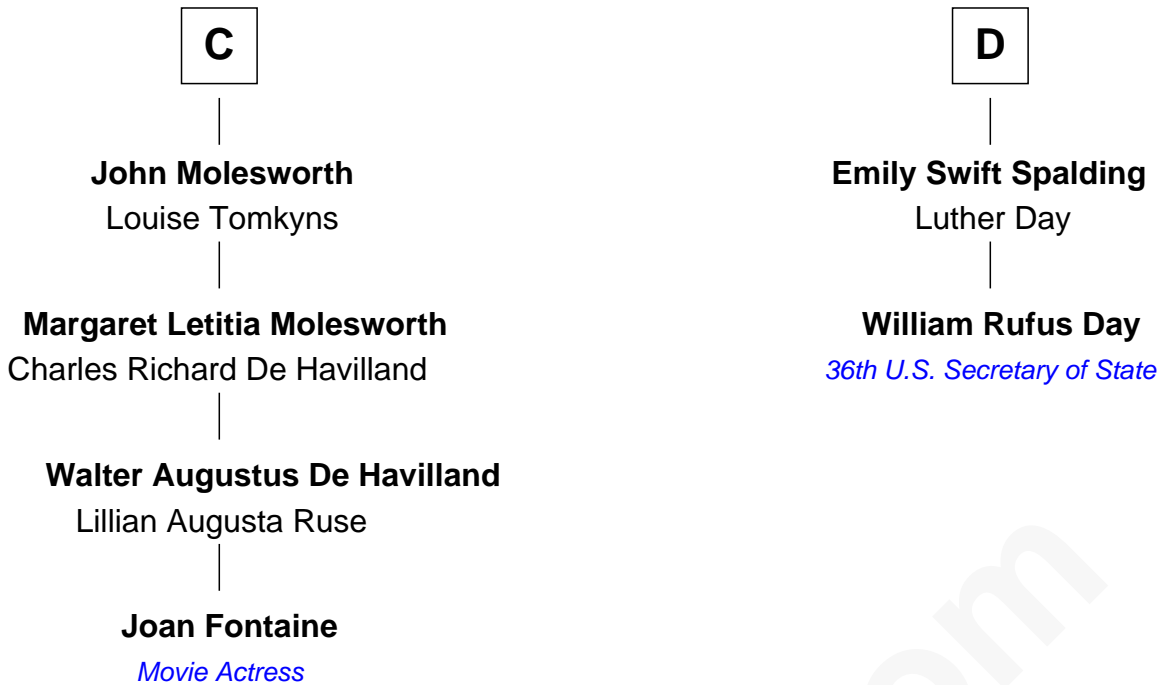 C
John Molesworth
Louise Tomkyns
Margaret Letitia Molesworth
Charles Richard De Havilland
Walter Augustus De Havilland
Lillian Augusta Ruse
Joan Fontaine
Movie Actress
D
Emily Swift Spalding
Luther Day
William Rufus Day
36th U.S. Secretary of State
om